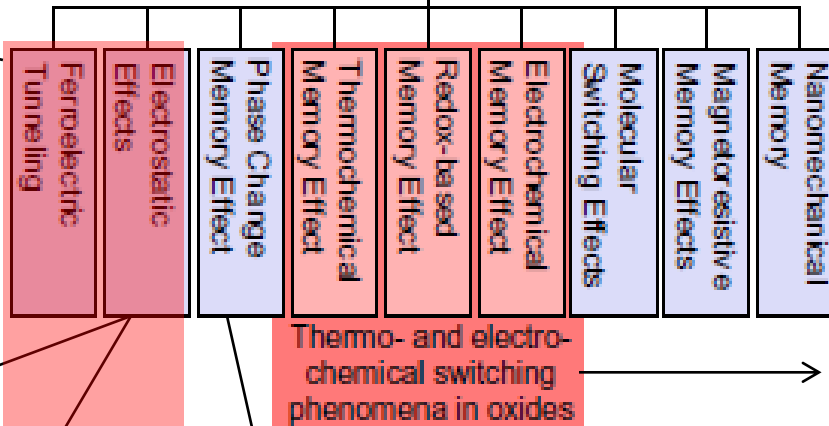 Ferroelectric
Tunneling
Electrostatic
Effects
Phase Change
Memory Effect
Thermochemical
Memory Effect
Redox-based
Memory Effect
Electrochemical
Memory Effect
Molecular
Switching Effects
Magnetoresistive
Memory Effects
Nanomechanical
Memory
Thermo- and electro-
chemical switching
phenomena in oxides